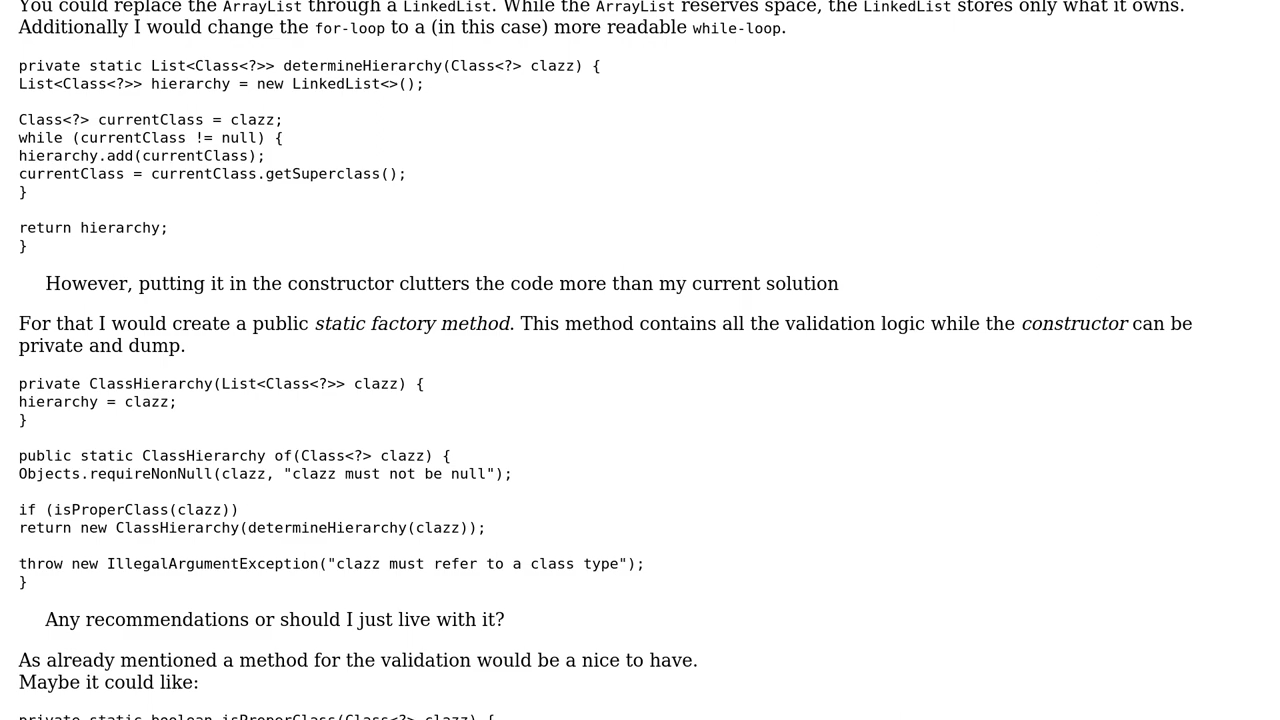 You could replace the ArrayList through a LinkedList. While the ArrayList reserves space, the LinkedList stores only what it owns.
Additionally I would change the for-loop to a (in this case) more readable while-loop.
private static List<Class<?>> determineHierarchy(Class<?> clazz) {
List<Class<?>> hierarchy = new LinkedList<>();
Class<?> currentClass = clazz;
while (currentClass != null) {
hierarchy.add(currentClass);
currentClass = currentClass.getSuperclass();
}
return hierarchy;
}
However, putting it in the constructor clutters the code more than my current solution
For that I would create a public static factory method. This method contains all the validation logic while the constructor can be
private and dump.
private ClassHierarchy(List<Class<?>> clazz) {
hierarchy = clazz;
}
public static ClassHierarchy of(Class<?> clazz) {
Objects.requireNonNull(clazz, "clazz must not be null");
if (isProperClass(clazz))
return new ClassHierarchy(determineHierarchy(clazz));
throw new IllegalArgumentException("clazz must refer to a class type");
}
Any recommendations or should I just live with it?
As already mentioned a method for the validation would be a nice to have.
Maybe it could like:
private static boolean isProperClass(Class<?> clazz) {